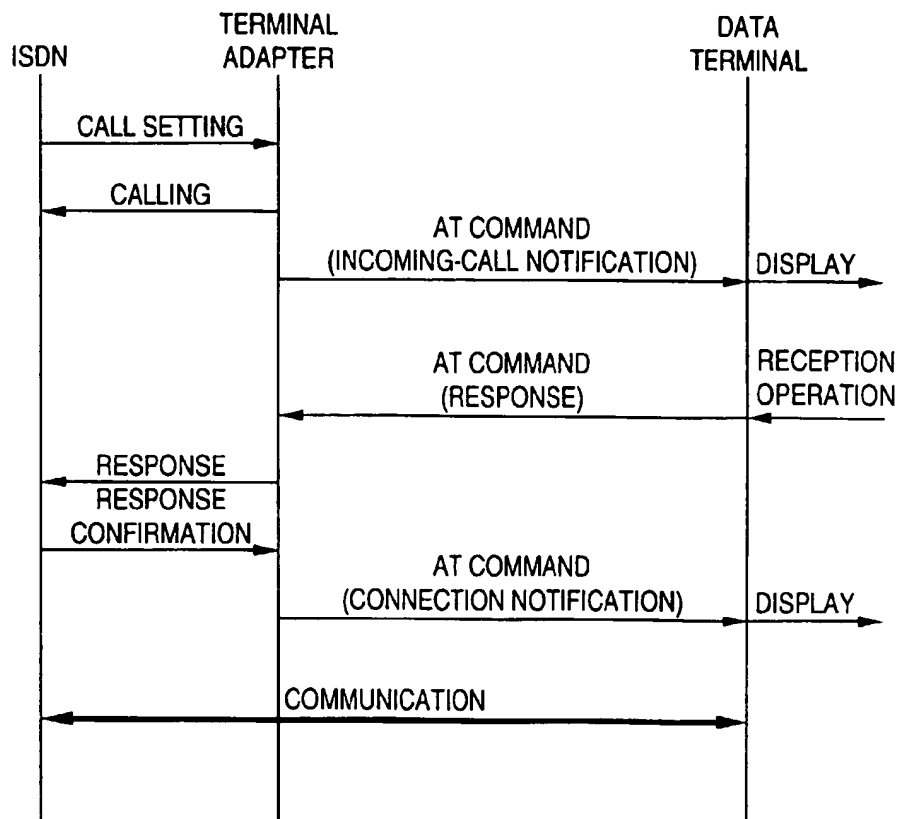 ISDN
TERMINAL
ADAPTER
DATA
TERMINAL
CALL SETTING
CALLING
AT COMMAND
(INCOMING-CALL NOTIFICATION)
DISPLAY
AT COMMAND
(RESPONSE)
RECEPTION
OPERATION
RESPONSE
RESPONSE
CONFIRMATION
AT COMMAND
(CONNECTION NOTIFICATION)
DISPLAY
COMMUNICATION